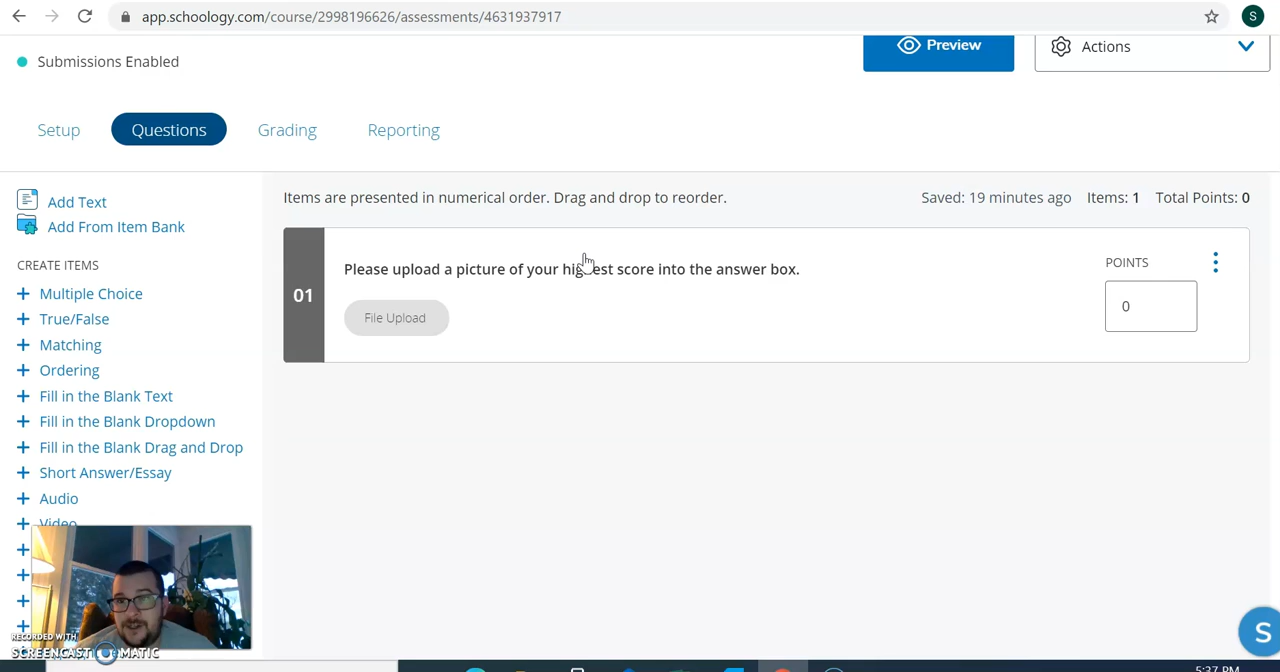 app.schoology.com/course/2998196626/assessments/4631937917
S
Submissions Enabled
Preview
Actions
Setup
Questions
Grading
Reporting
Add Text
Add From Item Bank
CREATE ITEMS
Multiple Choice
True/False
Matching
Ordering
Fill in the Blank Text
Fill in the Blank Dropdown
Fill in the Blank Drag and Drop
Short Answer/Essay
Audio
Video
Items are presented in numerical order. Drag and drop to reorder.
Saved: 19 minutes ago
Items: 1
Total Points: 0
01
Please upload a picture of your highest score into the answer box.
File Upload
POINTS
0
RECORDED WITH
SCREENCAST MATIC
S
5:37 PM